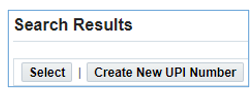 Search Results
Select | Create New UPI Number